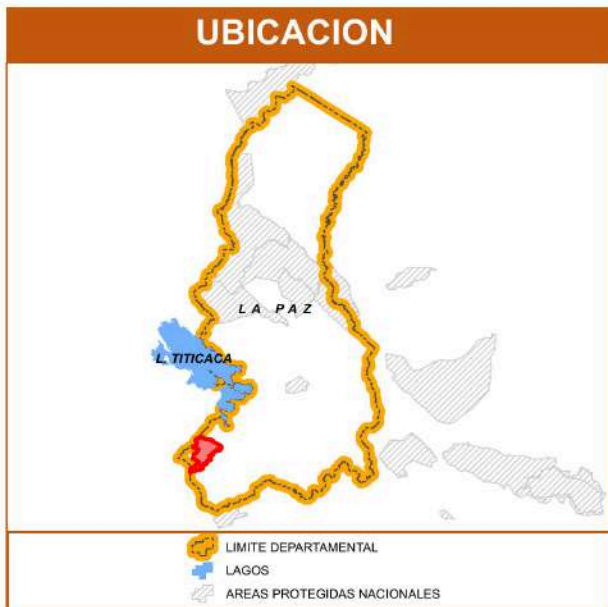 UBICACION
LA PAZ
L. TITICACA
LIMITE DEPARTAMENTAL
LAGOS
AREAS PROTEGIDAS NACIONALES